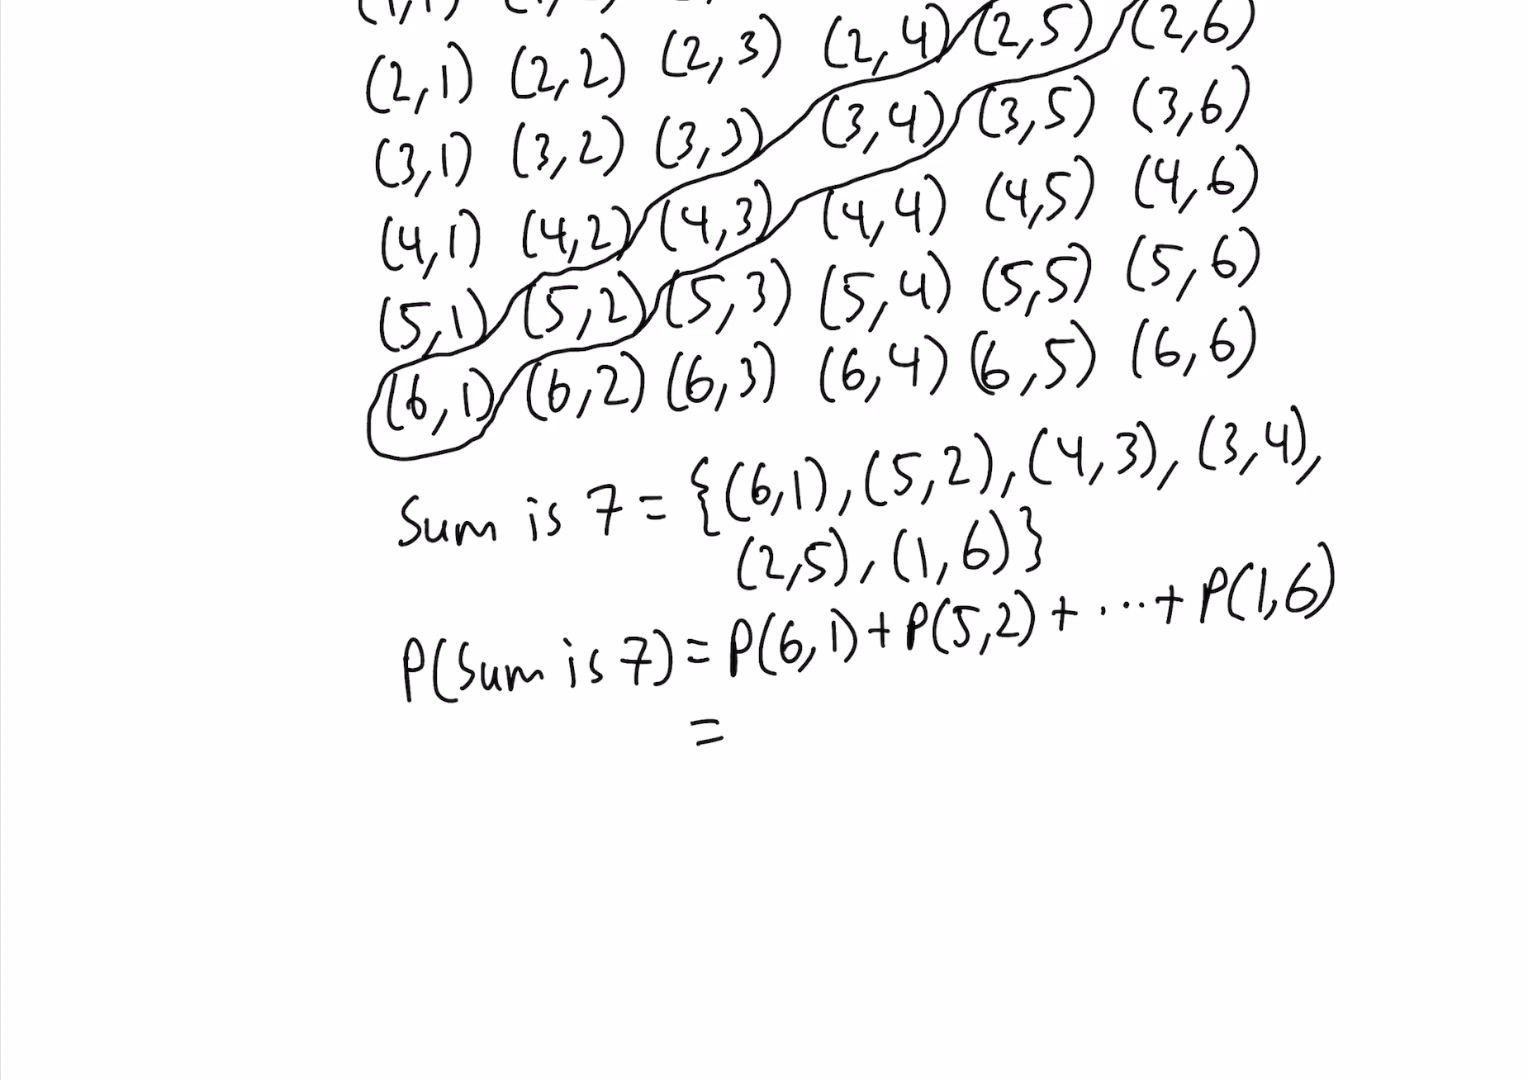 (2,1) (2,2) (2,3) (2,4) (2,5) (2,6)
(3,1) (3,2) (3,3) (3,4) (3,5) (3,6)
(4,1) (4,2) (4,3) (4,4) (4,5) (4,6)
(5,1) (5,2) (5,3) (5,4) (5,5) (5,6)
(6,1) (6,2) (6,3) (6,4) (6,5) (6,6)
Sum is 7 = {(6,1), (5,2), (4,3), (3,4),
(2,5), (1,6)}
P(Sum is 7) = P(6,1) + P(5,2) + ... + P(1,6)
=